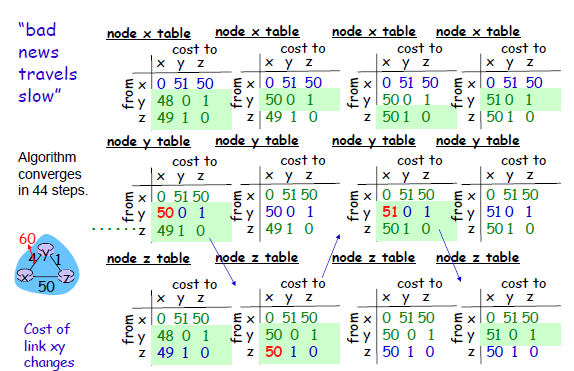 “bad
news
travels
slow”
Algorithm
converges
in 44 steps.
60
4 y 1
x z
50
Cost of
link xy
changes
node x table node x table node x table node x table
cost to cost to cost to cost to
x y z x y z x y z x y z
from x 0 51 50 from x 0 51 50 from x 0 51 50 from x 0 51 50
y 48 0 1 y 50 0 1 y 50 0 1 y 51 0 1
z 49 1 0 z 49 1 0 z 50 1 0 z 50 1 0
node y table node y table node y table node y table
cost to cost to cost to cost to
x y z x y z x y z x y z
from x 0 51 50 from x 0 51 50 from x 0 51 50 from x 0 51 50
y 50 0 1 y 50 0 1 y 51 0 1 y 51 0 1
z 49 1 0 z 49 1 0 z 50 1 0 z 50 1 0
node z table node z table node z table node z table
cost to cost to cost to cost to
x y z x y z x y z x y z
from x 0 51 50 from x 0 51 50 from x 0 51 50 from x 0 51 50
y 48 0 1 y 50 0 1 y 50 0 1 y 51 0 1
z 49 1 0 z 50 1 0 z 50 1 0 z 50 1 0